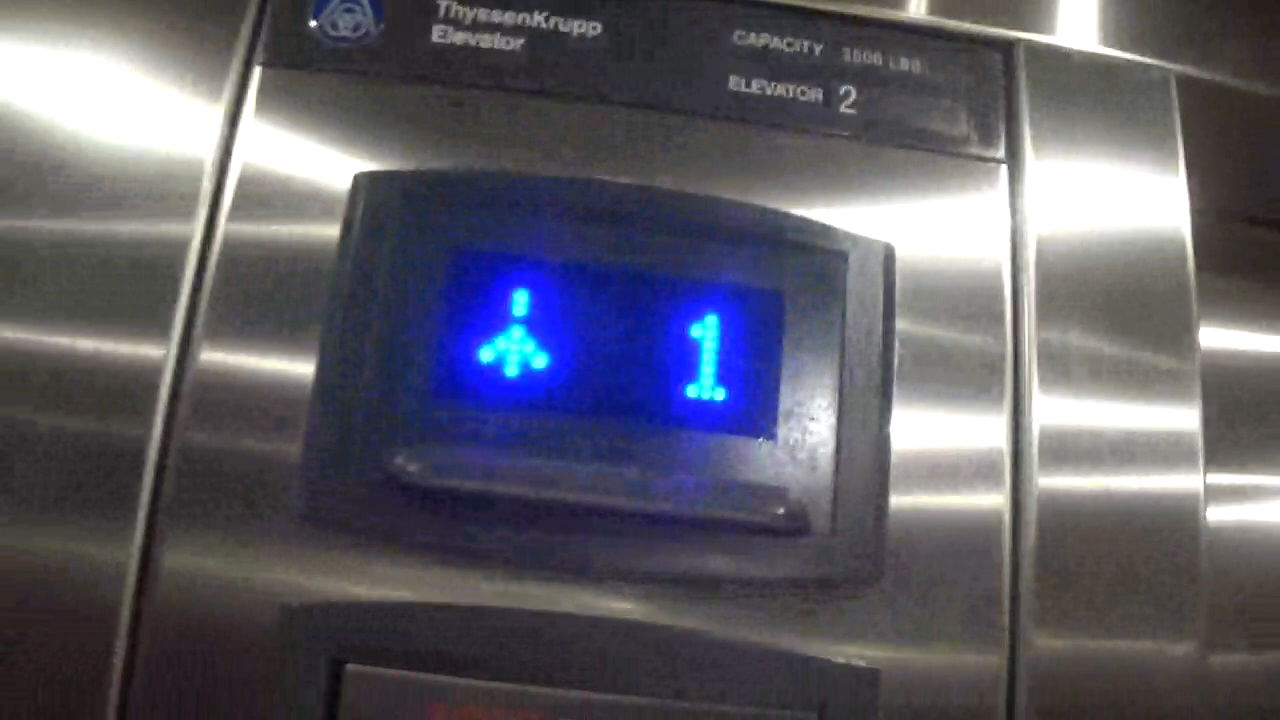 ThyssenKrupp
Elevator
CAPACITY 3500 LBS.
ELEVATOR 2
1